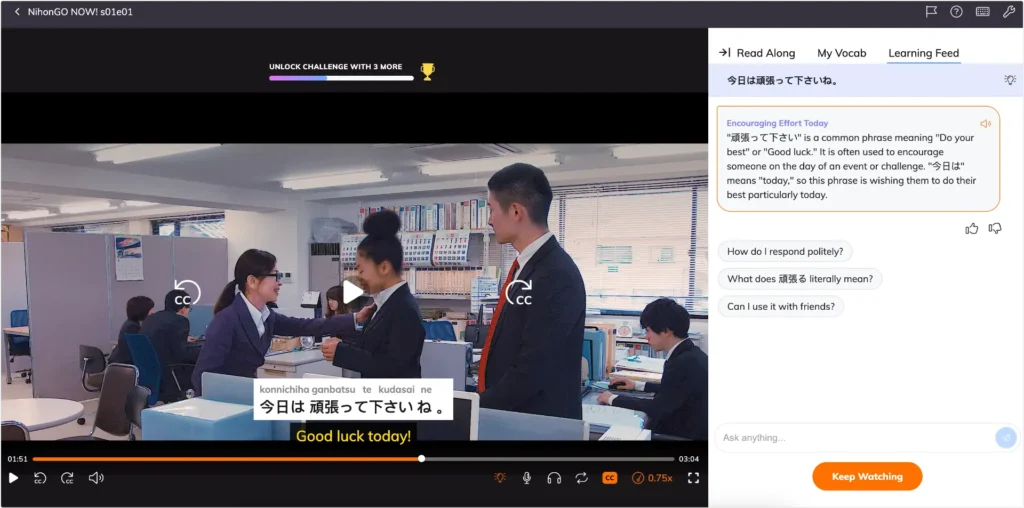 NihonGO NOW! s01e01
UNLOCK CHALLENGE WITH 3 MORE
konnichiha ganbatsu te kudasai ne
今日は 頑張って下さい ね 。
Good luck today!
01:51
03:04
CC
CC
CC
CC
CC
0.75x
Read Along
My Vocab
Learning Feed
今日は頑張って下さいね。
Encouraging Effort Today
"頑張って下さい" is a common phrase meaning "Do your
best" or "Good luck." It is often used to encourage
someone on the day of an event or challenge. "今日は"
means "today," so this phrase is wishing them to do their
best particularly today.
How do I respond politely?
What does 頑張る literally mean?
Can I use it with friends?
Ask anything...
Keep Watching